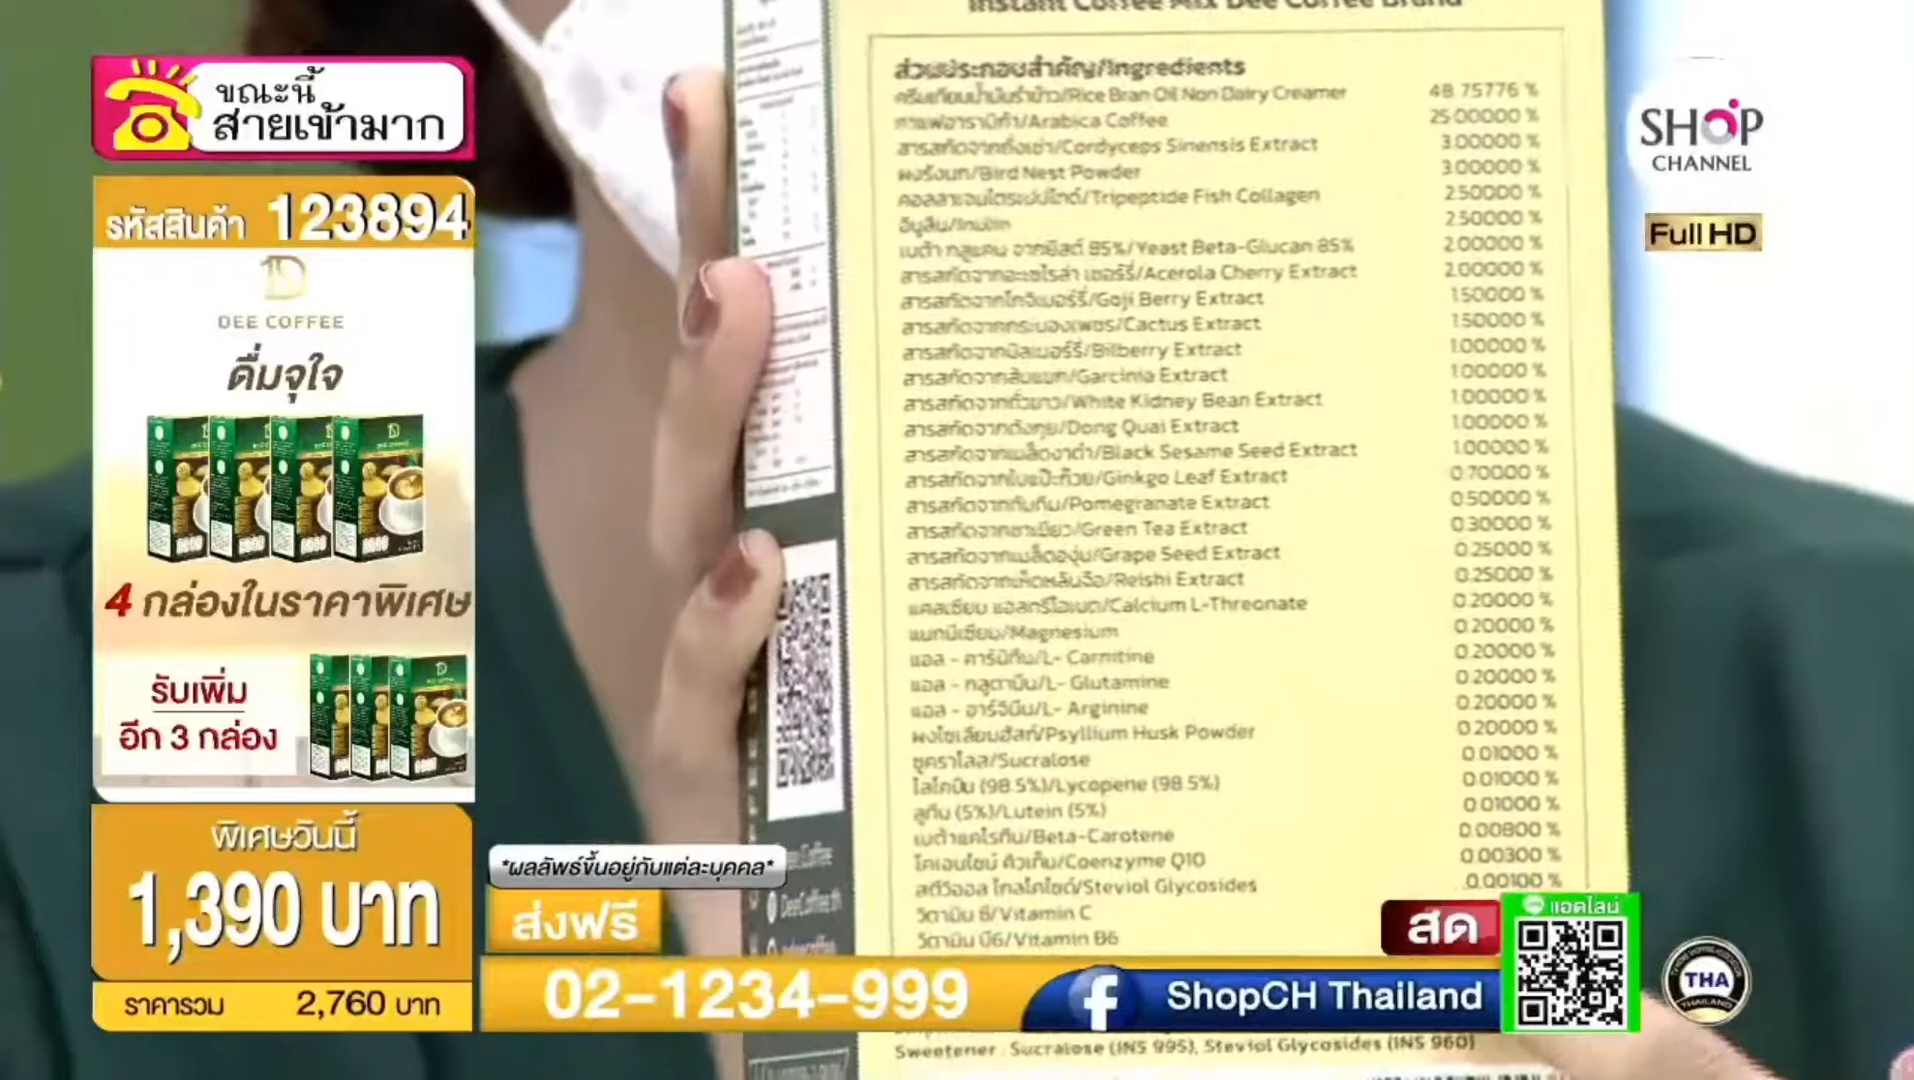 ขณะนี้
สายเข้ามาก
รหัสสินค้า 123894
DEE COFFEE
ดื่มจุใจ
4 กล่องในราคาพิเศษ
รับเพิ่ม
อีก 3 กล่อง
พิเศษวันนี้
1,390 บาท
ราคารวม 2,760 บาท
Instant Coffee Mix Dee Coffee Brand
ส่วนประกอบสำคัญ/Ingredients
ครีมเทียมน้ำมันรำข้าว/Rice Bran Oil Non Dairy Creamer 48.75776 %
กาแฟอาราบิก้า/Arabica Coffee 25.00000 %
สารสกัดจากถั่งเช่า/Cordyceps Sinensis Extract 3.00000 %
ผงรังนก/Bird Nest Powder 3.00000 %
คอลลาเจนไตรเปปไทด์/Tripeptide Fish Collagen 2.50000 %
อินูลิน/Inulin 2.50000 %
เบต้า กลูแคน จากยีสต์ 85%/Yeast Beta-Glucan 85% 2.00000 %
สารสกัดจากอะเซโรล่า เชอร์รี่/Acerola Cherry Extract 2.00000 %
สารสกัดจากโกจิเบอร์รี่/Goji Berry Extract 1.50000 %
สารสกัดจากกระบองเพชร/Cactus Extract 1.50000 %
สารสกัดจากบิลเบอร์รี่/Bilberry Extract 1.00000 %
สารสกัดจากส้มแขก/Garcinia Extract 1.00000 %
สารสกัดจากถั่วขาว/White Kidney Bean Extract 1.00000 %
สารสกัดจากตังกุย/Dong Quai Extract 1.00000 %
สารสกัดจากเมล็ดงาดำ/Black Sesame Seed Extract 1.00000 %
สารสกัดจากใบแป๊ะก๊วย/Ginkgo Leaf Extract 0.70000 %
สารสกัดจากทับทิม/Pomegranate Extract 0.50000 %
สารสกัดจากชาเขียว/Green Tea Extract 0.30000 %
สารสกัดจากเมล็ดองุ่น/Grape Seed Extract 0.25000 %
สารสกัดจากเห็ดหลินจือ/Reishi Extract 0.25000 %
แคลเซียม แอลทรีโอเนต/Calcium L-Threonate 0.20000 %
แมกนีเซียม/Magnesium 0.20000 %
แอล - คาร์นิทีน/L- Carnitine 0.20000 %
แอล - กลูตามีน/L- Glutamine 0.20000 %
แอล - อาร์จินีน/L- Arginine 0.20000 %
ผงไซเลียมฮัสก์/Psyllium Husk Powder 0.20000 %
ซูคราโลส/Sucralose 0.01000 %
ไลโคปีน (98.5%)/Lycopene (98.5%) 0.01000 %
ลูทีน (5%)/Lutein (5%) 0.01000 %
เบต้าแคโรทีน/Beta-Carotene 0.00800 %
โคเอนไซม์ คิวเท็น/Coenzyme Q10 0.00300 %
สตีวิออล ไกลโคไซด์/Steviol Glycosides 0.00100 %
วิตามิน ซี/Vitamin C
วิตามิน บี6/Vitamin B6
Sweetener : Sucralose (INS 995), Steviol Glycosides (INS 960)
DeeCoffee.th
*ผลลัพธ์ขึ้นอยู่กับแต่ละบุคคล*
ส่งฟรี
02-1234-999
ShopCH Thailand
สด
แอดไลน์
SHOP
CHANNEL
Full HD
THA
THAILAND